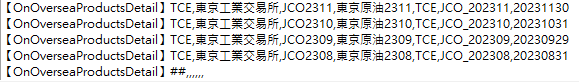 【OnOverseaProductsDetail】TCE,東京工業交易所,JCO2311,東京原油2311,TCE,JCO_202311,20231130
【OnOverseaProductsDetail】TCE,東京工業交易所,JCO2310,東京原油2310,TCE,JCO_202310,20231031
【OnOverseaProductsDetail】TCE,東京工業交易所,JCO2309,東京原油2309,TCE,JCO_202309,20230929
【OnOverseaProductsDetail】TCE,東京工業交易所,JCO2308,東京原油2308,TCE,JCO_202308,20230831
【OnOverseaProductsDetail】##,,,,,,